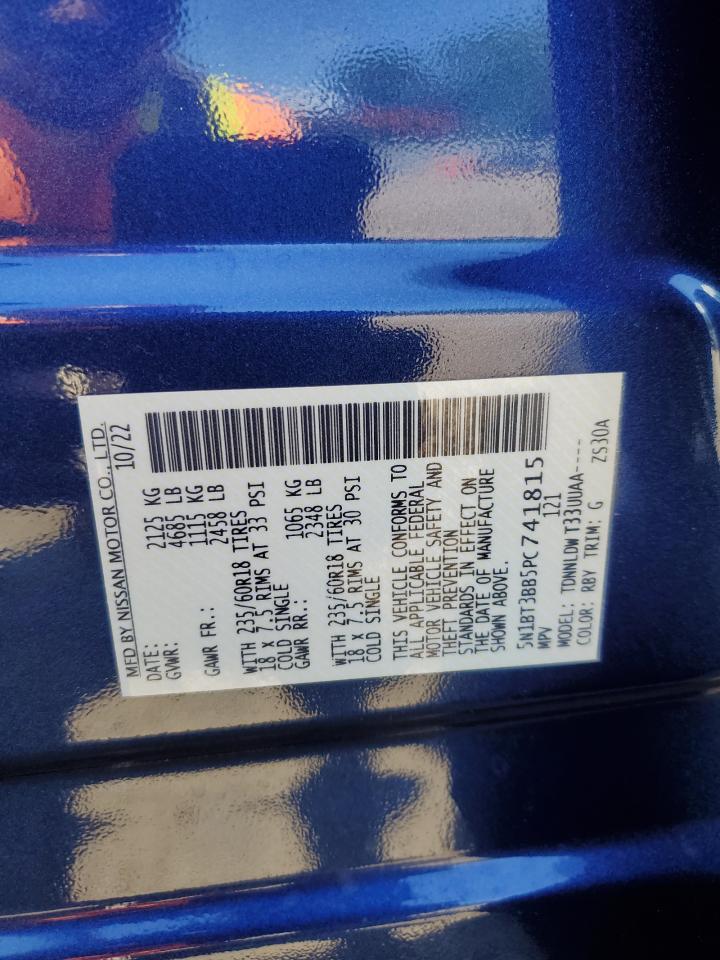 MFD BY NISSAN MOTOR CO., LTD.
DATE: 10/22
GVWR: 2125 KG
4685 LB
GAWR FR.: 1115 KG
2458 LB
WITH 235/60R18 TIRES
18 X 7.5 RIMS AT 33 PSI
COLD SINGLE
GAWR RR.: 1065 KG
2348 LB
WITH 235/60R18 TIRES
18 X 7.5 RIMS AT 30 PSI
COLD SINGLE
THIS VEHICLE CONFORMS TO
ALL APPLICABLE FEDERAL
MOTOR VEHICLE SAFETY AND
THEFT PREVENTION
STANDARDS IN EFFECT ON
THE DATE OF MANUFACTURE
SHOWN ABOVE.
5N1BT3BB5PC741815
MPV 121
MODEL: TDNNLDWT33UUAA----
COLOR: RBY TRIM: G ZS30A